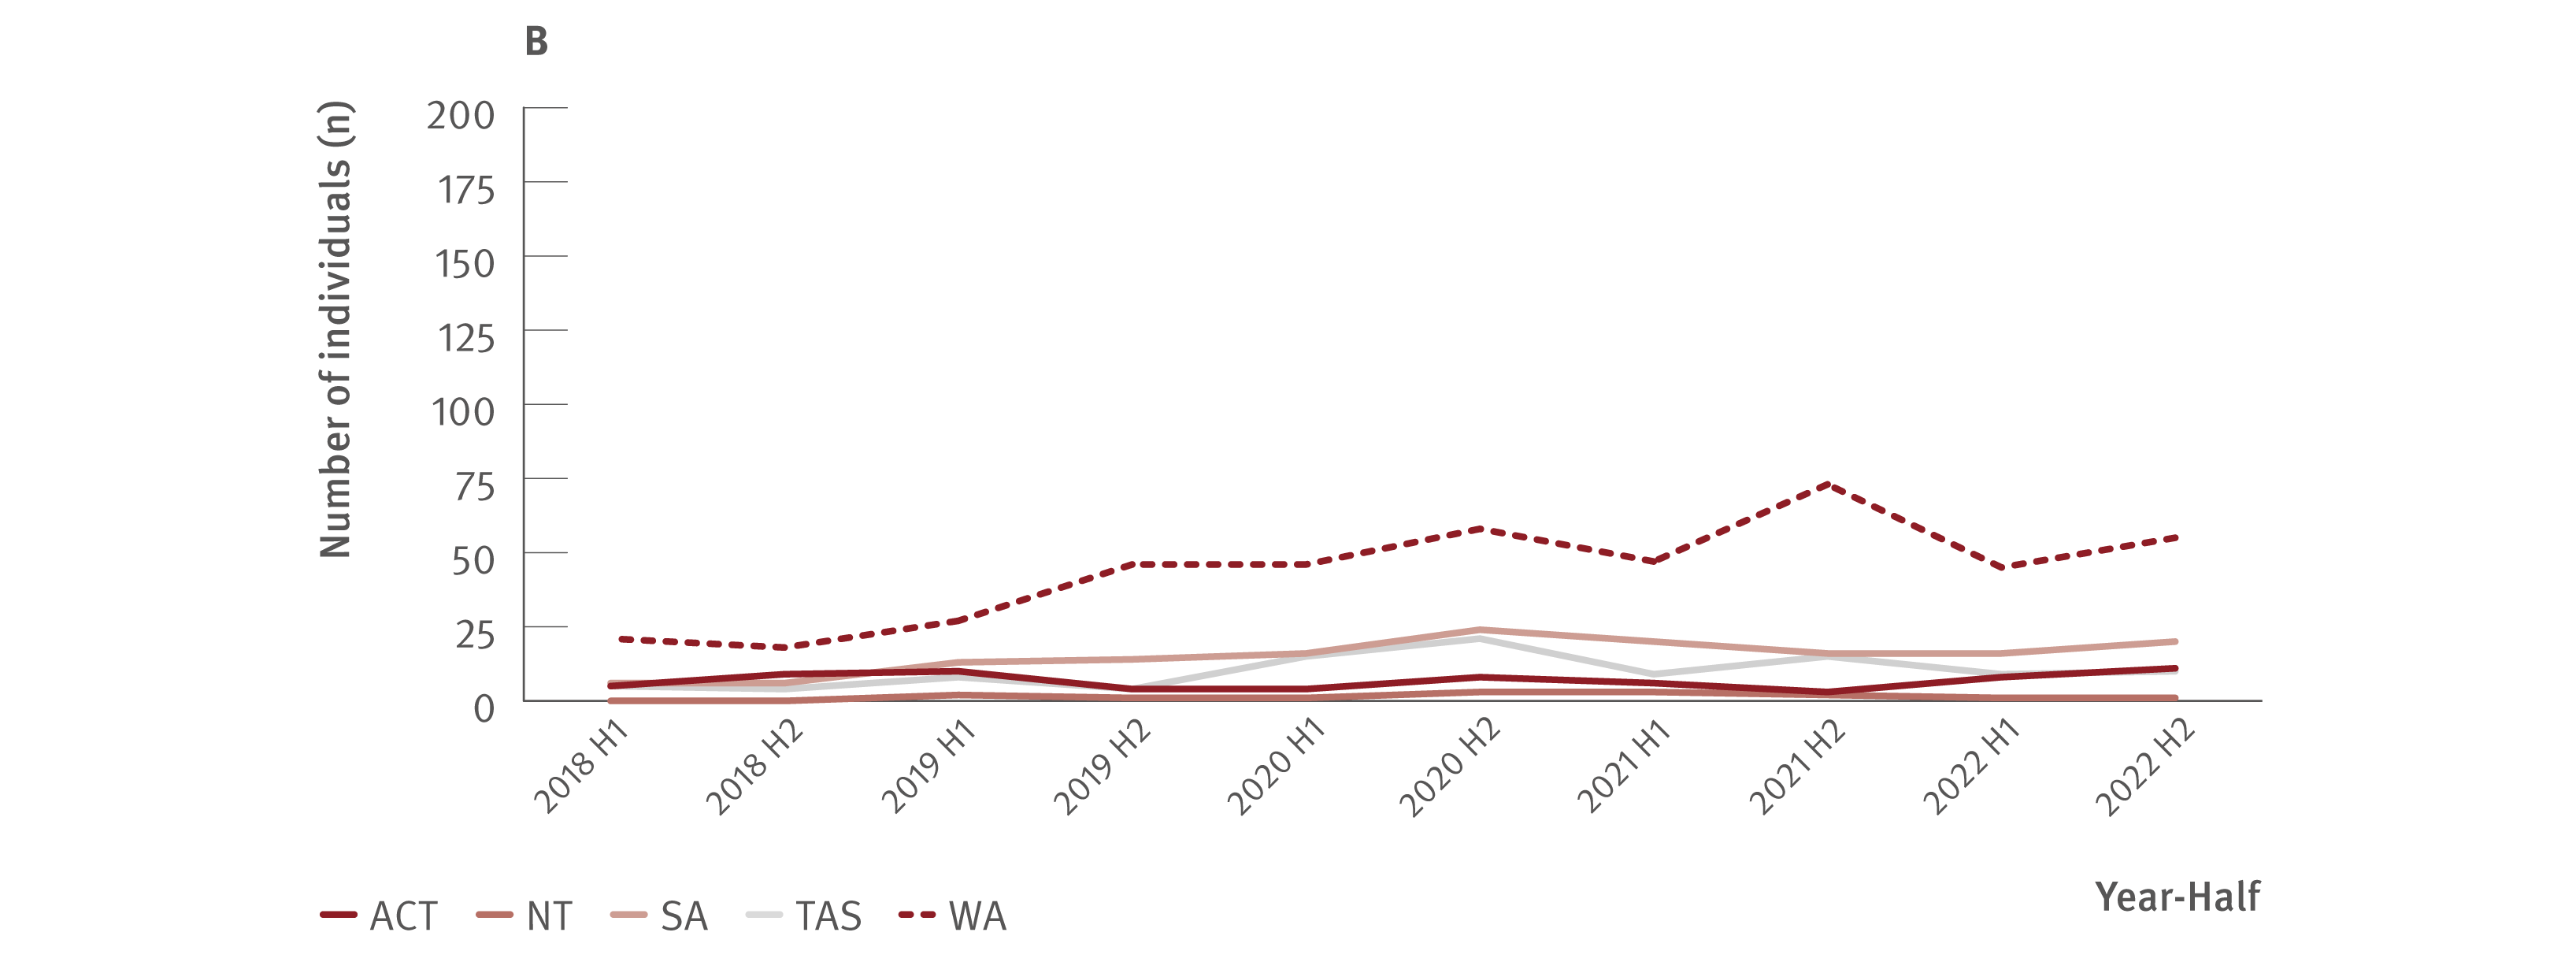 B
Number of individuals (n)
200
175
150
125
100
75
50
25
0
2018 H1
2018 H2
2019 H1
2019 H2
2020 H1
2020 H2
2021 H1
2021 H2
2022 H1
2022 H2
Year-Half
ACT NT SA TAS WA